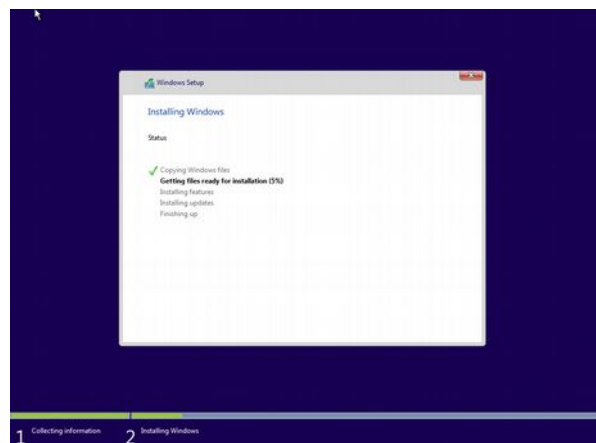 Windows Setup
Installing Windows
Status
Copying Windows files
Getting files ready for installation (5%)
Installing features
Installing updates
Finishing up
1 Collecting information
2 Installing Windows